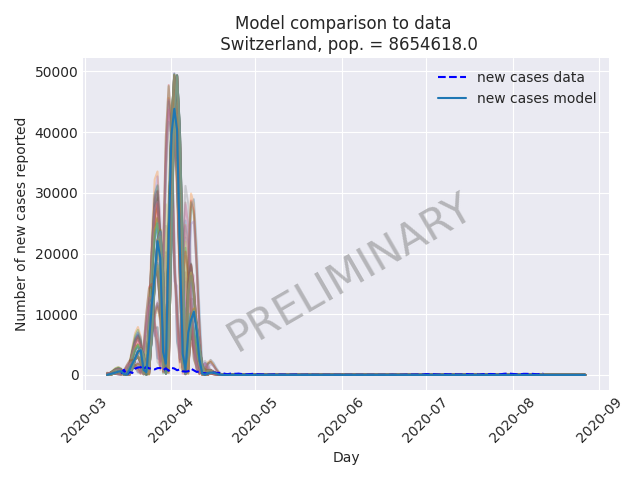 Model comparison to data
Switzerland, pop. = 8654618.0
new cases data
new cases model
Number of new cases reported
50000
40000
30000
20000
10000
0
PRELIMINARY
2020-03
2020-04
2020-05
2020-06
2020-07
2020-08
2020-09
Day